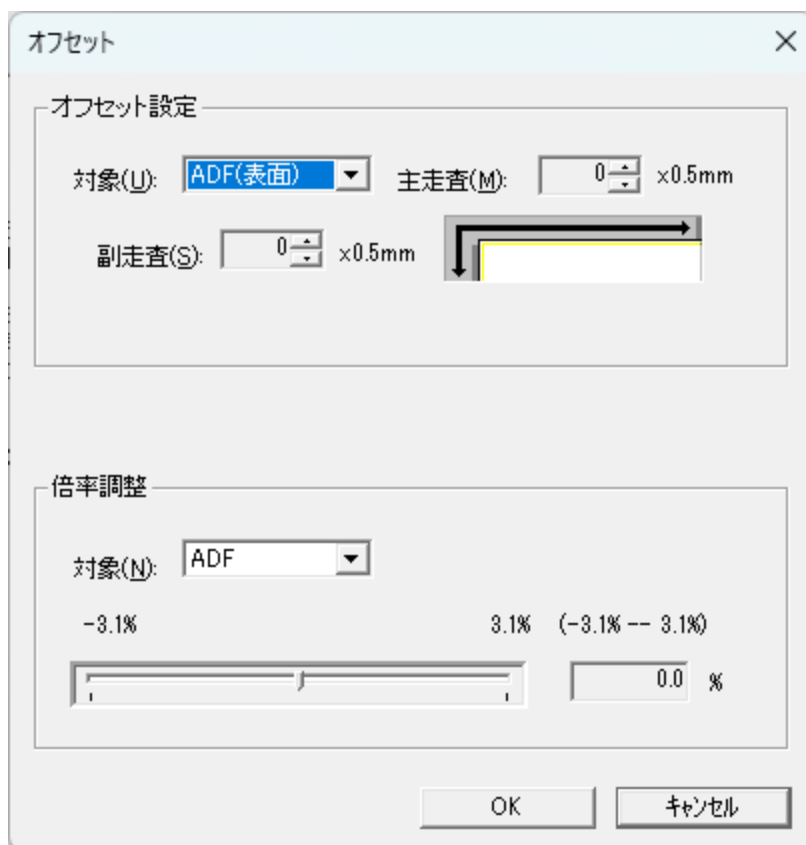 オフセット
オフセット設定
対象(U): ADF(表面) 主走査(M): 0 x0.5mm
副走査(S): 0 x0.5mm
倍率調整
対象(N): ADF
-3.1% 3.1% (-3.1% -- 3.1%)
0.0 %
OK キャンセル